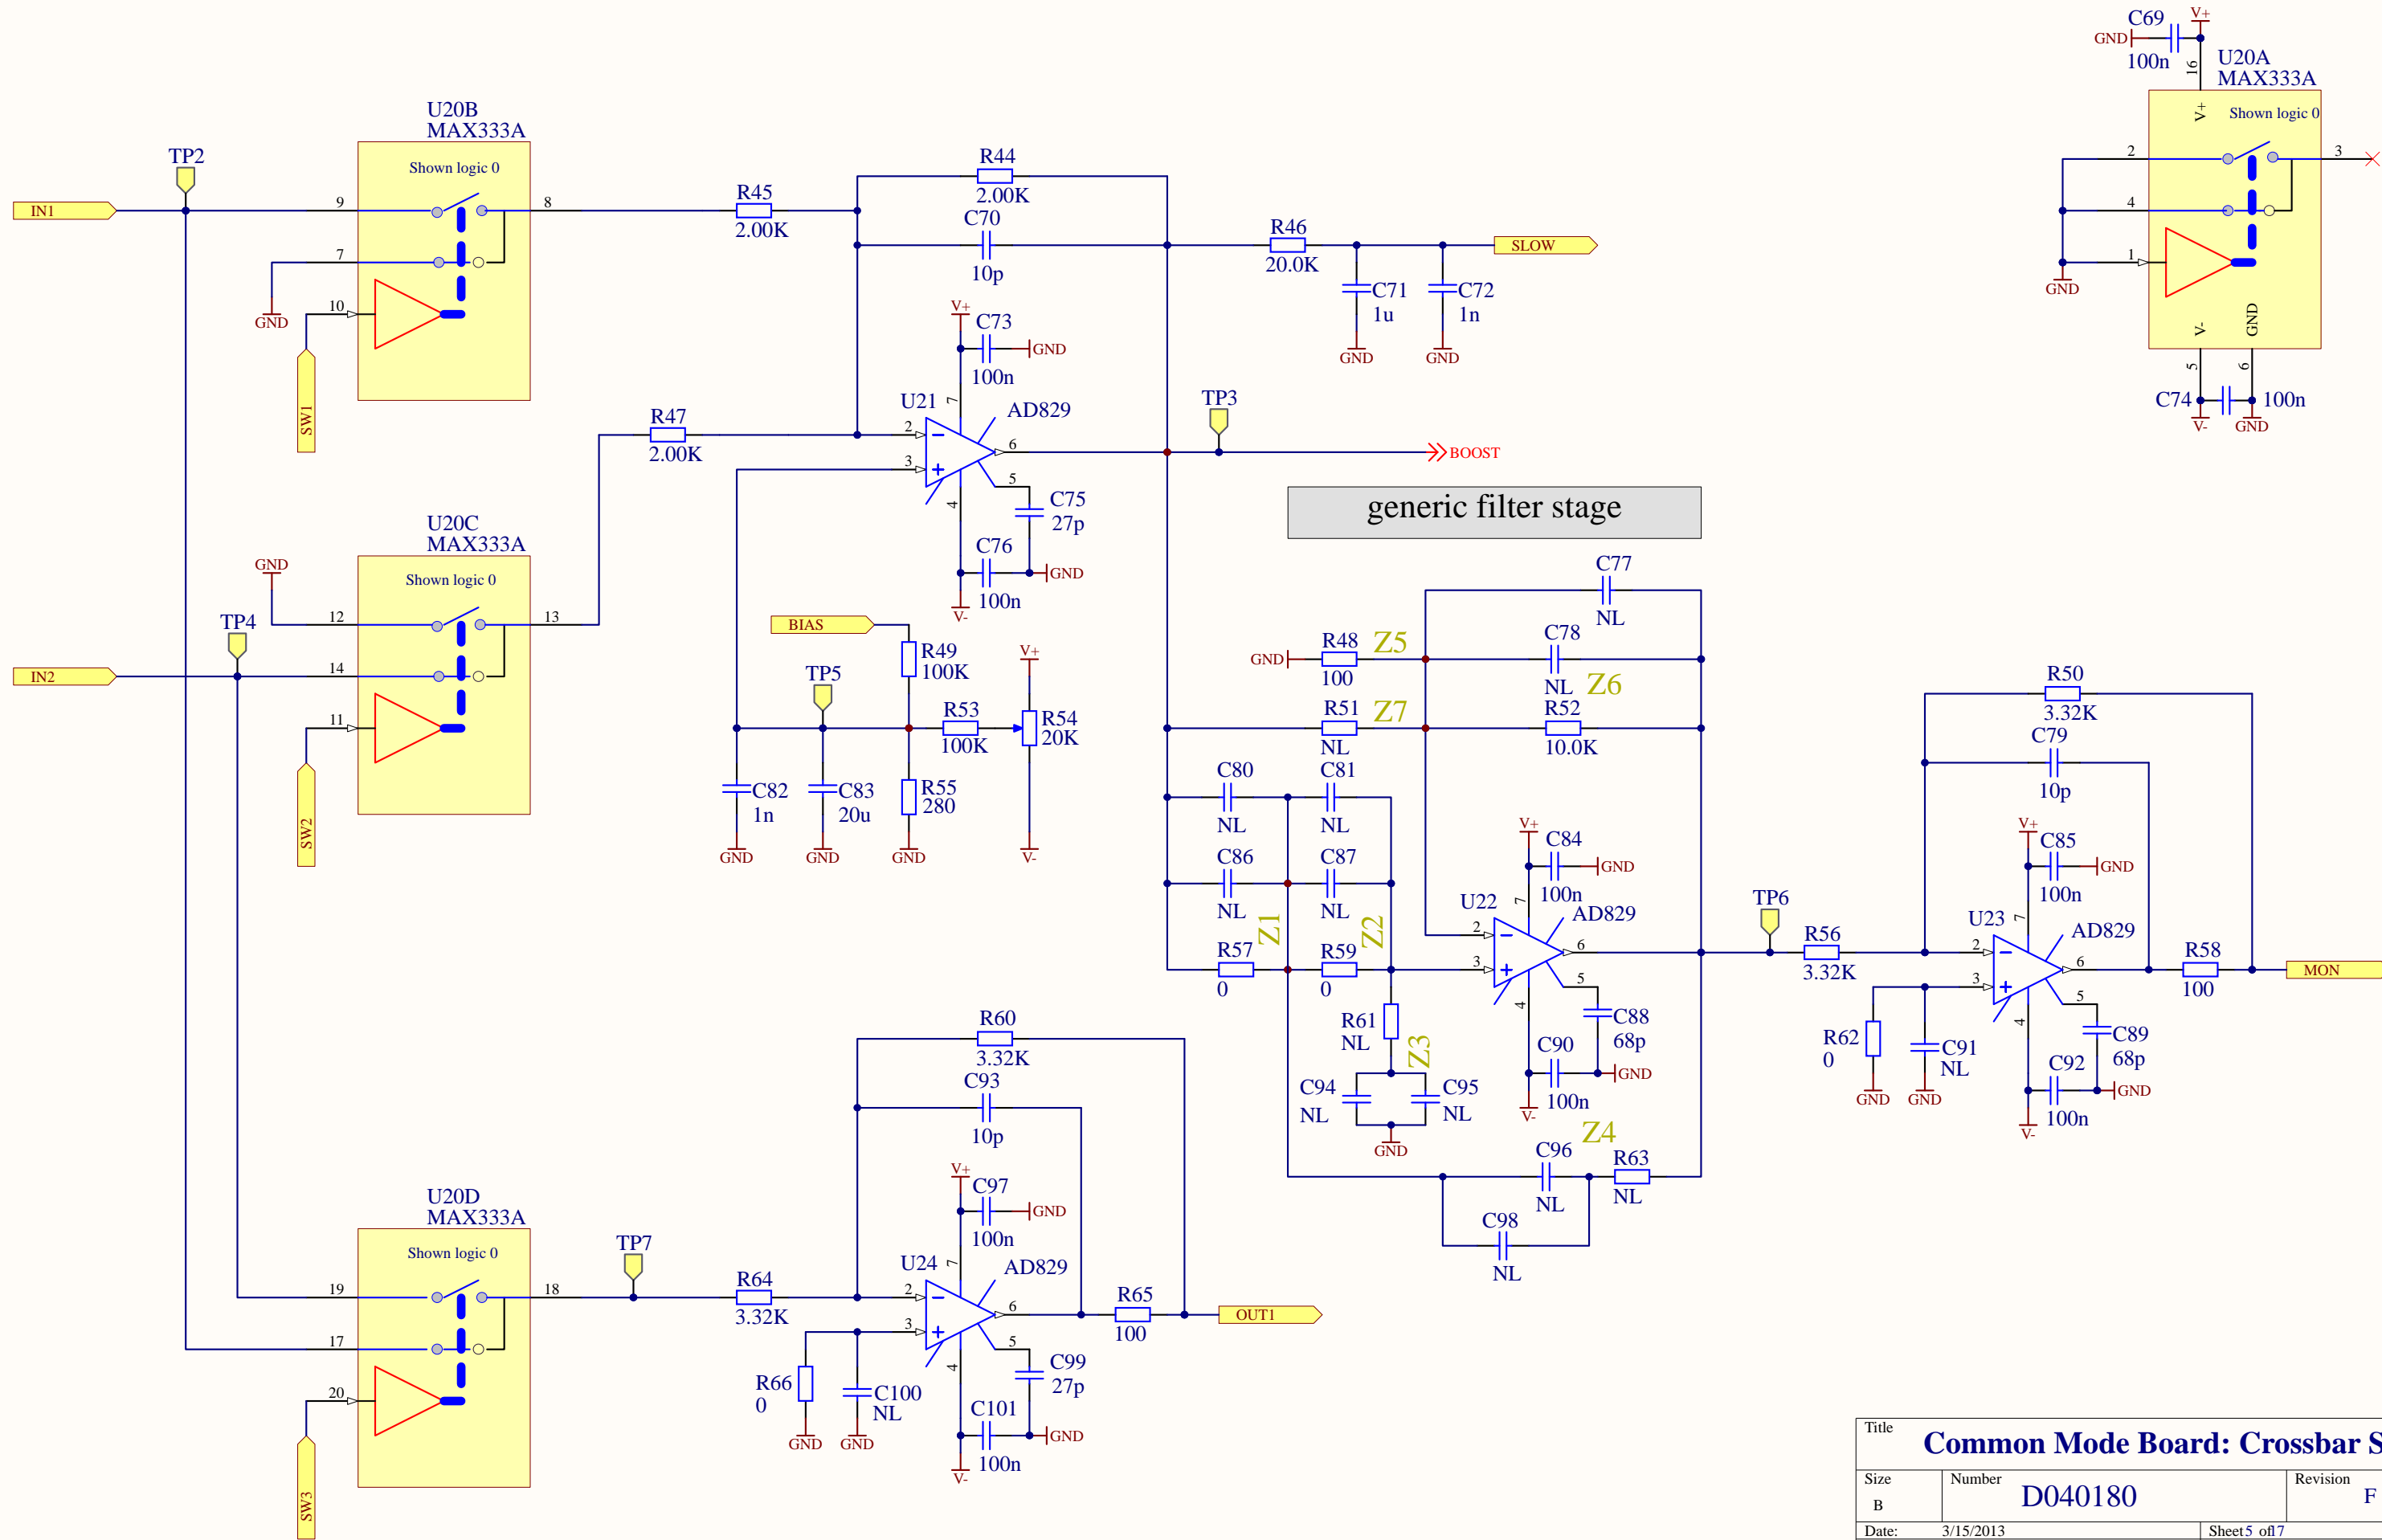 C69
V+
GND
100n
16
U20A
MAX333A
V+
Shown logic 0
2
3
4
1
GND
V-
GND
5
6
C74
100n
V-
GND
U20B
MAX333A
Shown logic 0
TP2
IN1
9
8
7
GND
10
SW1
R45
2.00K
R44
2.00K
C70
10p
R46
20.0K
SLOW
C71
1u
C72
1n
GND
GND
V+
C73
GND
100n
R47
2.00K
U21
AD829
7
2
3
6
5
4
C75
27p
C76
GND
100n
V-
TP3
BOOST
generic filter stage
U20C
MAX333A
Shown logic 0
GND
12
13
TP4
IN2
14
11
SW2
BIAS
R49
100K
TP5
R53
100K
V+
R54
20K
C82
1n
C83
20u
R55
280
GND
GND
GND
V-
C77
NL
GND
R48
100
Z5
C78
NL
Z6
R51
NL
Z7
R52
10.0K
C80
NL
C81
NL
C86
NL
C87
NL
Z1
Z2
R57
0
R59
0
V+
C84
GND
100n
U22
AD829
7
2
3
6
5
4
R61
NL
Z3
C88
68p
C90
GND
100n
V-
C94
NL
C95
NL
GND
Z4
C96
NL
R63
NL
C98
NL
TP6
R56
3.32K
R50
3.32K
C79
10p
V+
C85
GND
100n
U23
AD829
7
2
3
6
5
4
R58
100
MON
R62
0
C91
NL
C89
68p
C92
GND
100n
V-
GND
GND
R60
3.32K
C93
10p
V+
C97
GND
100n
U20D
MAX333A
Shown logic 0
19
18
17
20
SW3
TP7
R64
3.32K
U24
AD829
7
2
3
6
5
4
R65
100
OUT1
R66
0
C100
NL
C99
27p
C101
GND
100n
V-
GND
GND
Title
Common Mode Board: Crossbar S
Size
B
Number
D040180
Revision
F
Date:
3/15/2013
Sheet 5 of 17